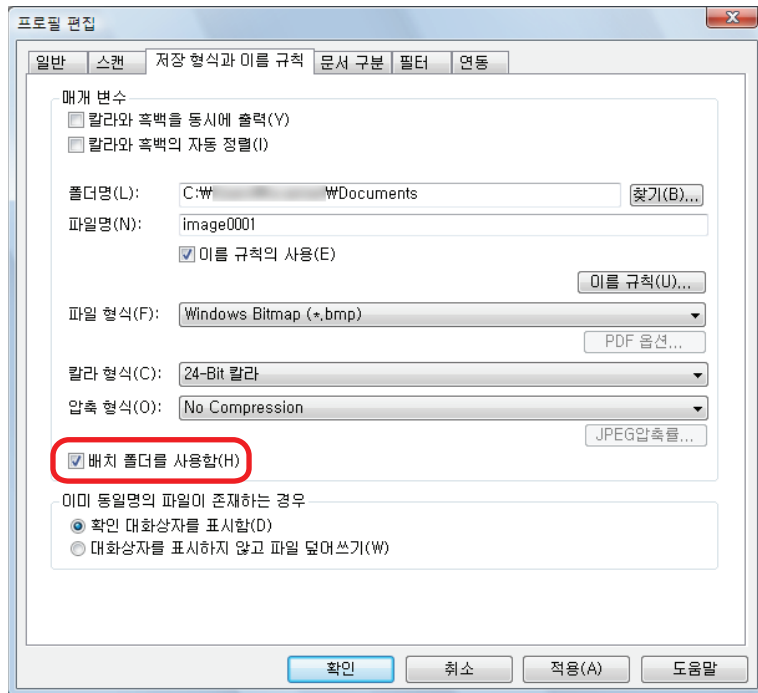 프로필 편집
일반 스캔 저장 형식과 이름 규칙 문서 구분 필터 연동
매개 변수
칼라와 흑백을 동시에 출력(Y)
칼라와 흑백의 자동 정렬(I)
폴더명(L): C:₩ ₩Documents 찾기(B)...
파일명(N): image0001
이름 규칙의 사용(E)
이름 규칙(U)...
파일 형식(F): Windows Bitmap (*.bmp)
PDF 옵션...
칼라 형식(C): 24-Bit 칼라
압축 형식(O): No Compression
JPEG압축률...
배치 폴더를 사용함(H)
이미 동일명의 파일이 존재하는 경우
확인 대화상자를 표시함(D)
대화상자를 표시하지 않고 파일 덮어쓰기(W)
확인 취소 적용(A) 도움말